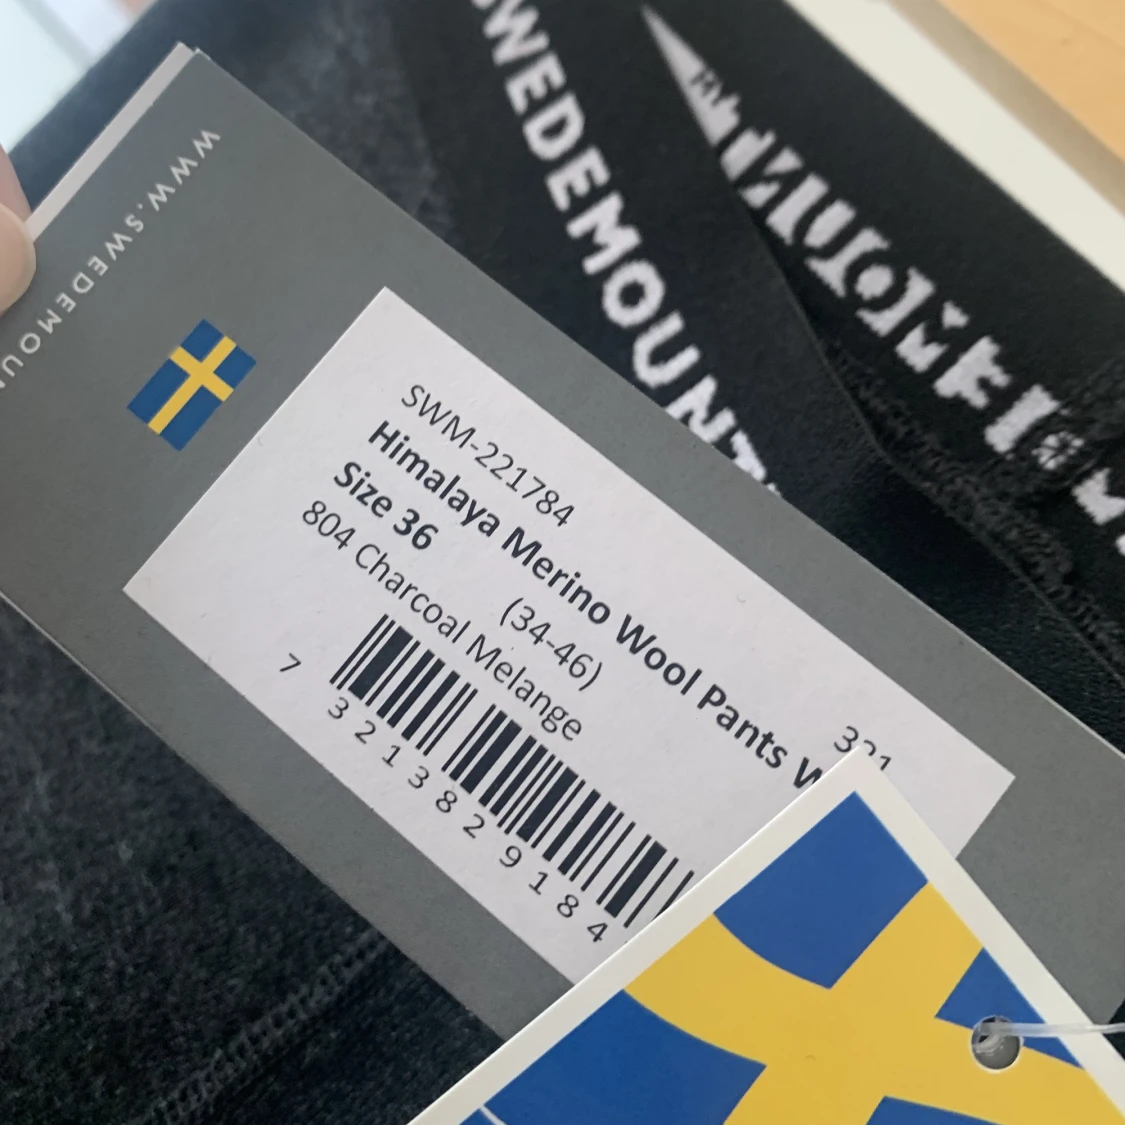 WWW.SWEDEMOUN
SWEDEMOUNT
SWM-221784
Himalaya Merino Wool Pants W
Size 36
(34-46)
804 Charcoal Melange
7 321382 9184